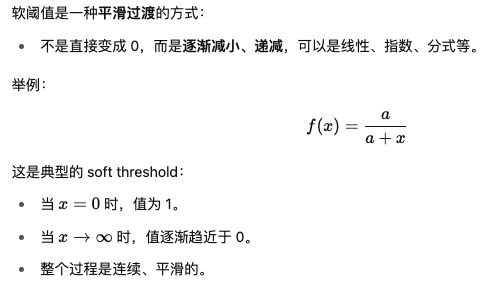 软阈值是一种平滑过渡的方式：
• 不是直接变成 0，而是逐渐减小、递减，可以是线性、指数、分式等。
举例：
f(x) = a / (a + x)
这是典型的 soft threshold：
• 当 x = 0 时，值为 1。
• 当 x → ∞ 时，值逐渐趋近于 0。
• 整个过程是连续、平滑的。